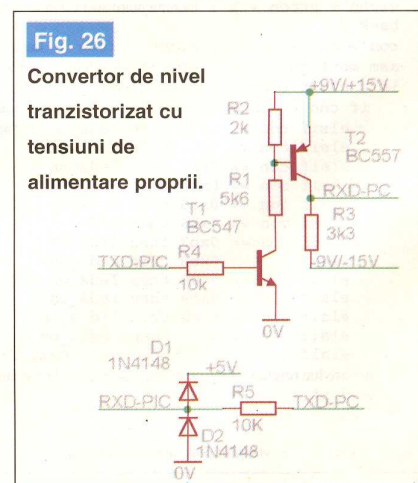 Fig. 26
Convertor de nivel
tranzistorizat cu
tensiuni de
alimentare proprii.
+9V/+15V
R2
2k
T2
BC557
R1
5k6
RXD-PC
T1
BC547
R3
3k3
R4
TXD-PIC
10k
-9V/-15V
0V
D1
1N4148
+5V
RXD-PIC
R5
TXD-PC
10K
D2
1N4148
0V